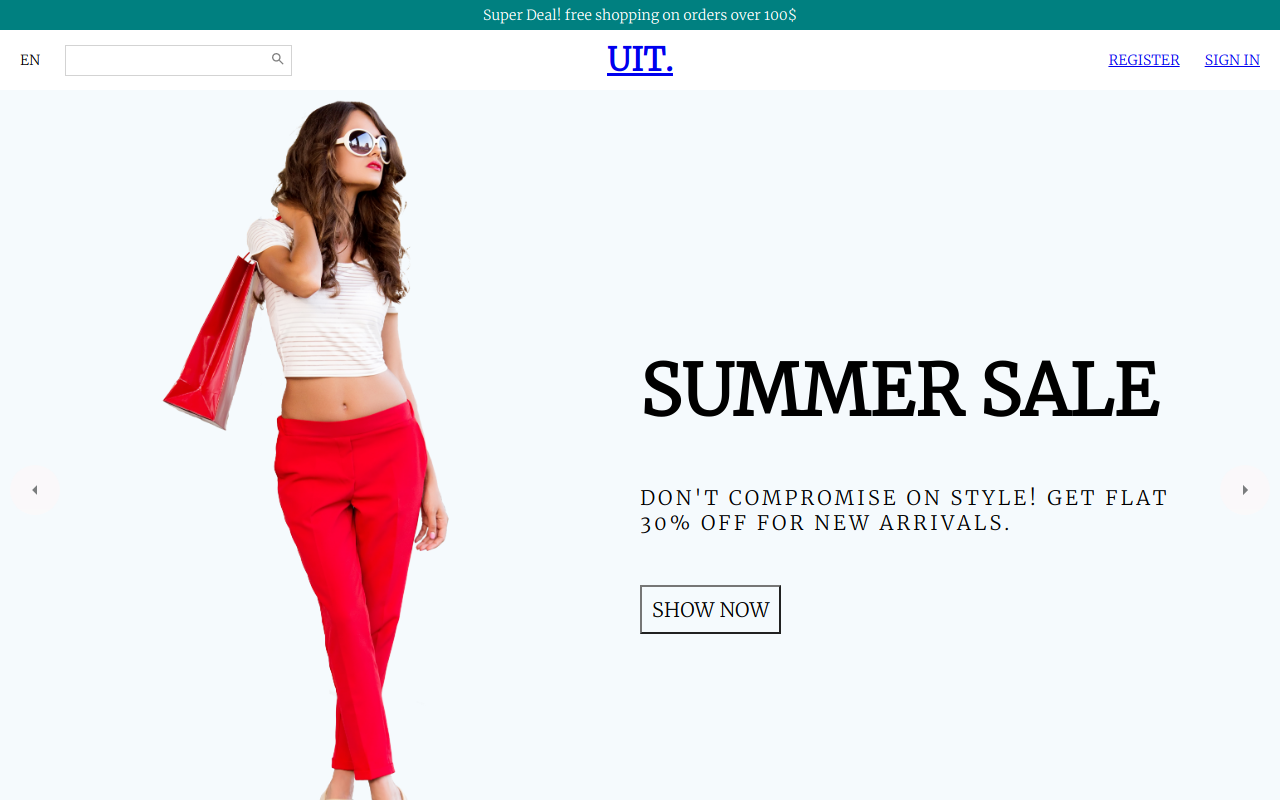 Super Deal! free shopping on orders over 100$
EN
UIT.
REGISTER
SIGN IN
SUMMER SALE
DON'T COMPROMISE ON STYLE! GET FLAT
30% OFF FOR NEW ARRIVALS.
SHOW NOW